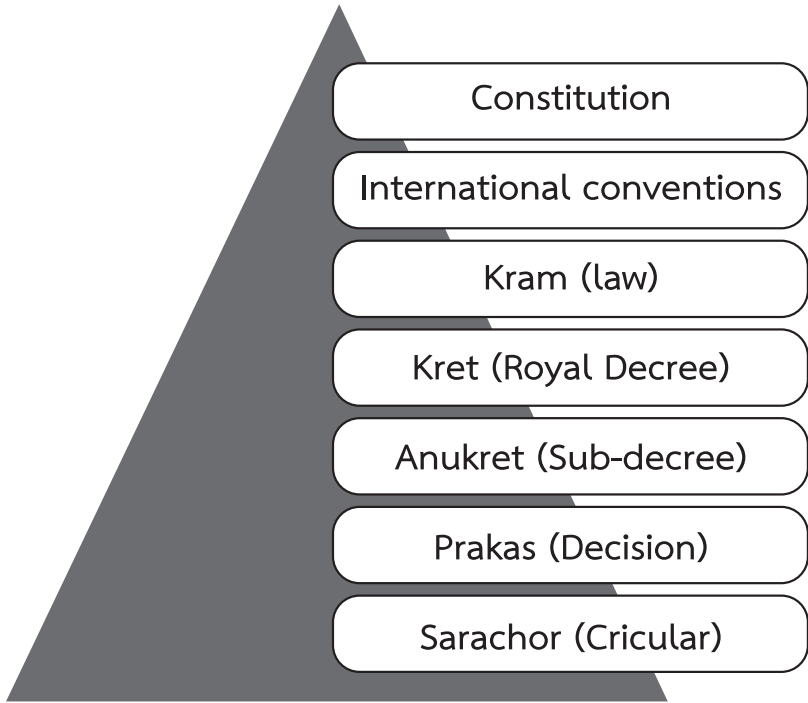 Constitution
International conventions
Kram (law)
Kret (Royal Decree)
Anukret (Sub-decree)
Prakas (Decision)
Sarachor (Cricular)